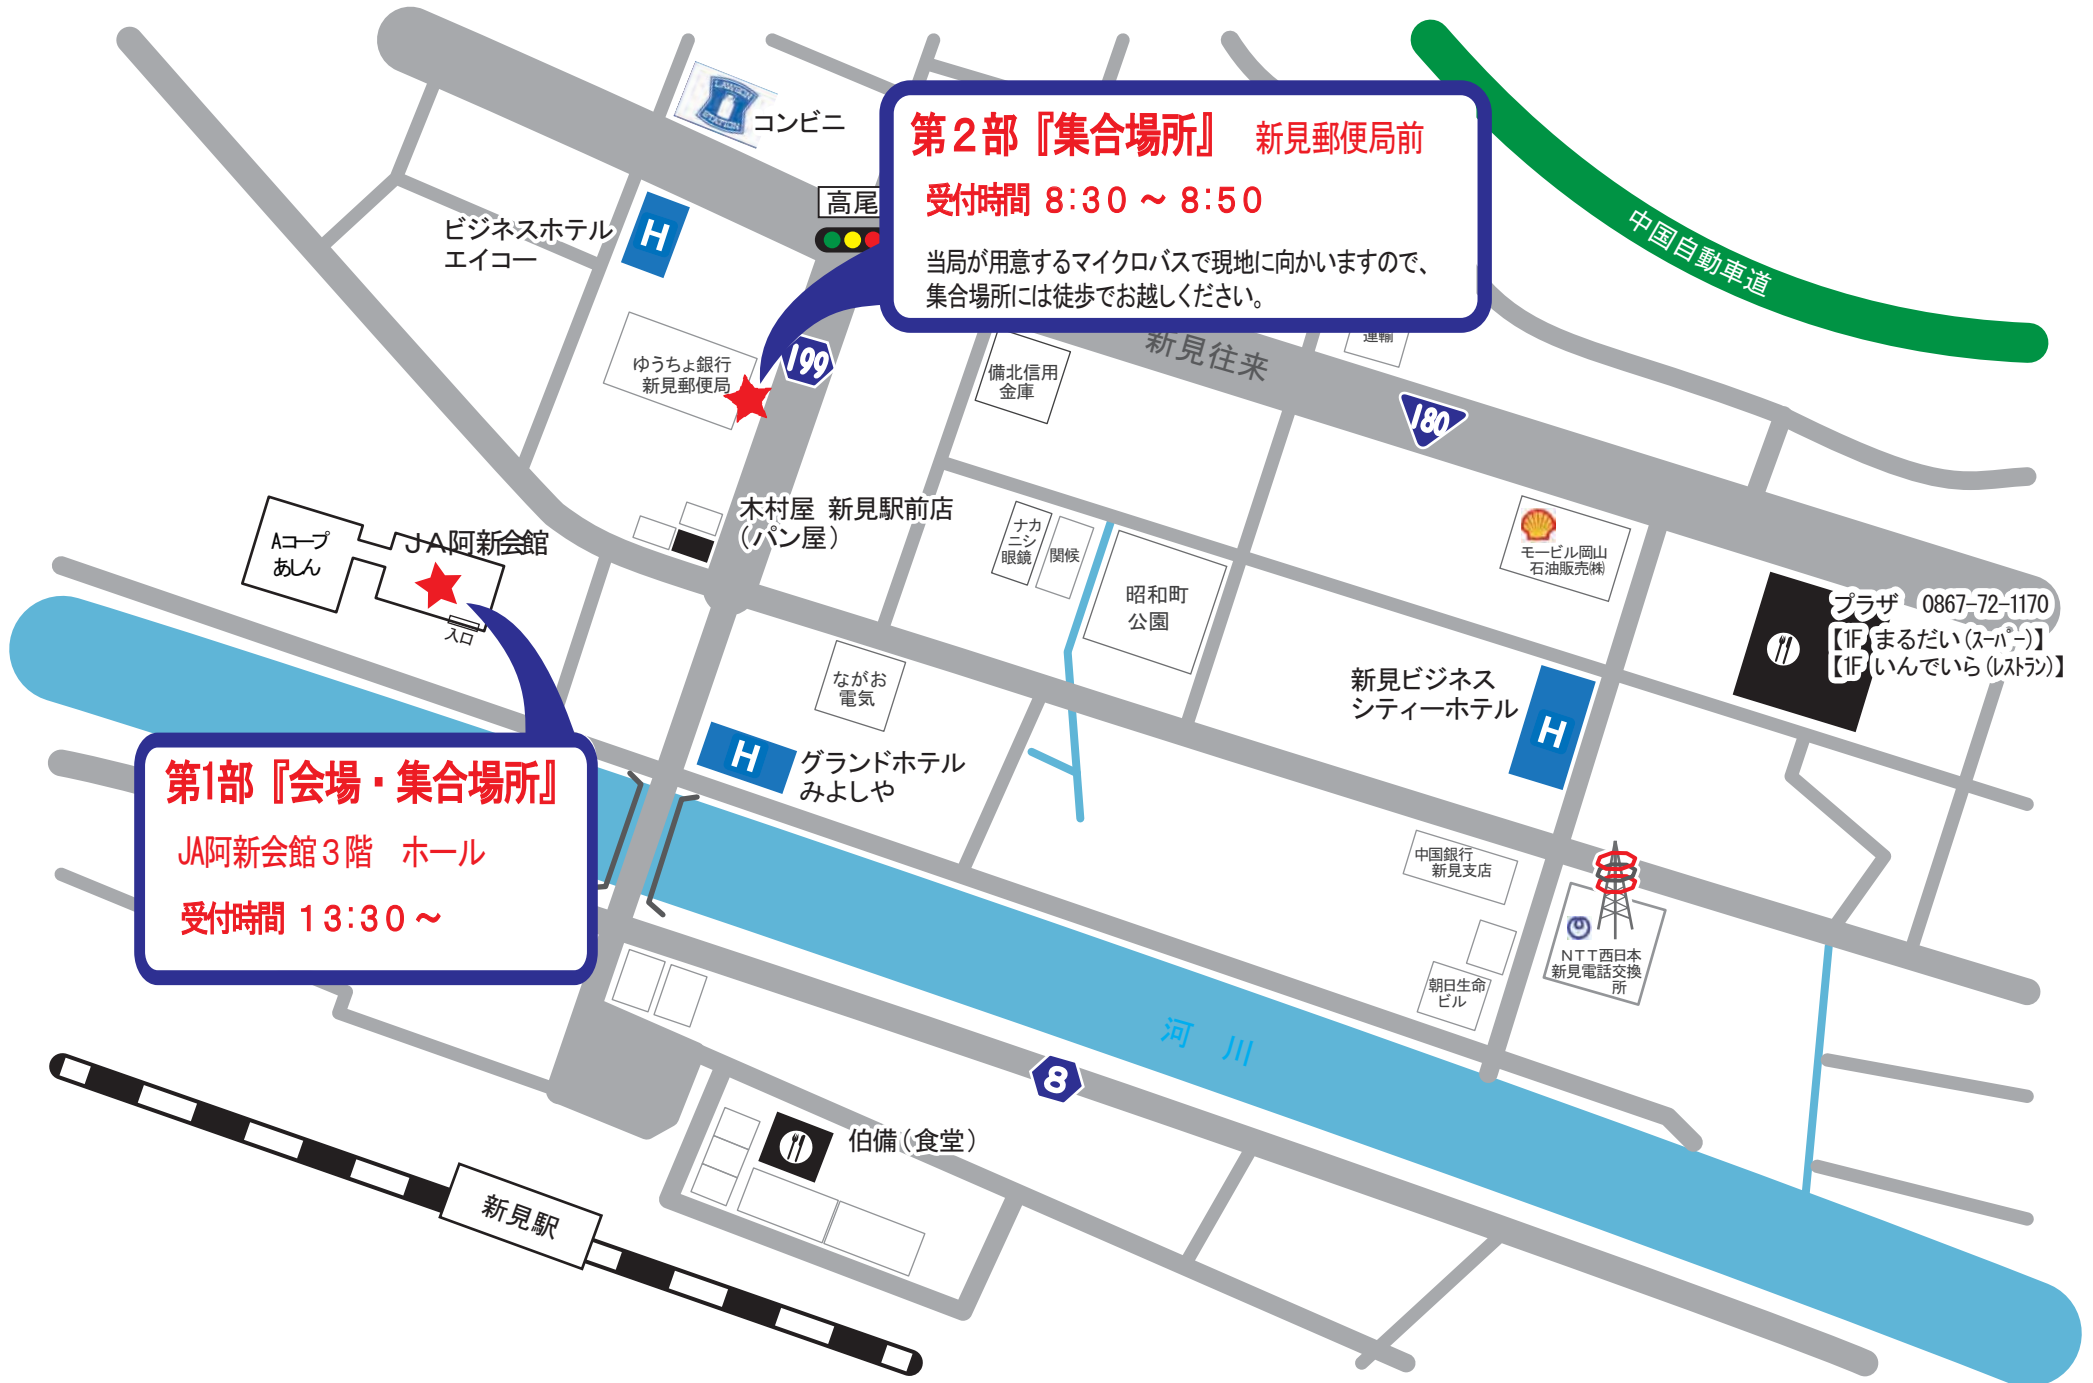 LAWSON
STATION
コンビニ
第2部『集合場所』 新見郵便局前
受付時間 8:30 ～ 8:50
当局が用意するマイクロバスで現地に向かいますので、
集合場所には徒歩でお越しください。
中国自動車道
高尾
ビジネスホテル
エイコー
H
ゆうちょ銀行
新見郵便局
199
備北信用
金庫
新見往来
運輸
180
木村屋 新見駅前店
(パン屋)
ナカ
ニシ
眼鏡
関候
昭和町
公園
モービル岡山
石油販売㈱
Aコープ
あしん
JA阿新会館
入口
プラザ 0867-72-1170
【1F まるだい(スーパー)】
【1F いんでいら(レストラン)】
ながお
電気
新見ビジネス
シティーホテル
H
H
グランドホテル
みよしや
第1部『会場・集合場所』
JA阿新会館3階 ホール
受付時間 13:30～
中国銀行
新見支店
NTT西日本
新見電話交換
所
朝日生命
ビル
河川
8
伯備(食堂)
新見駅